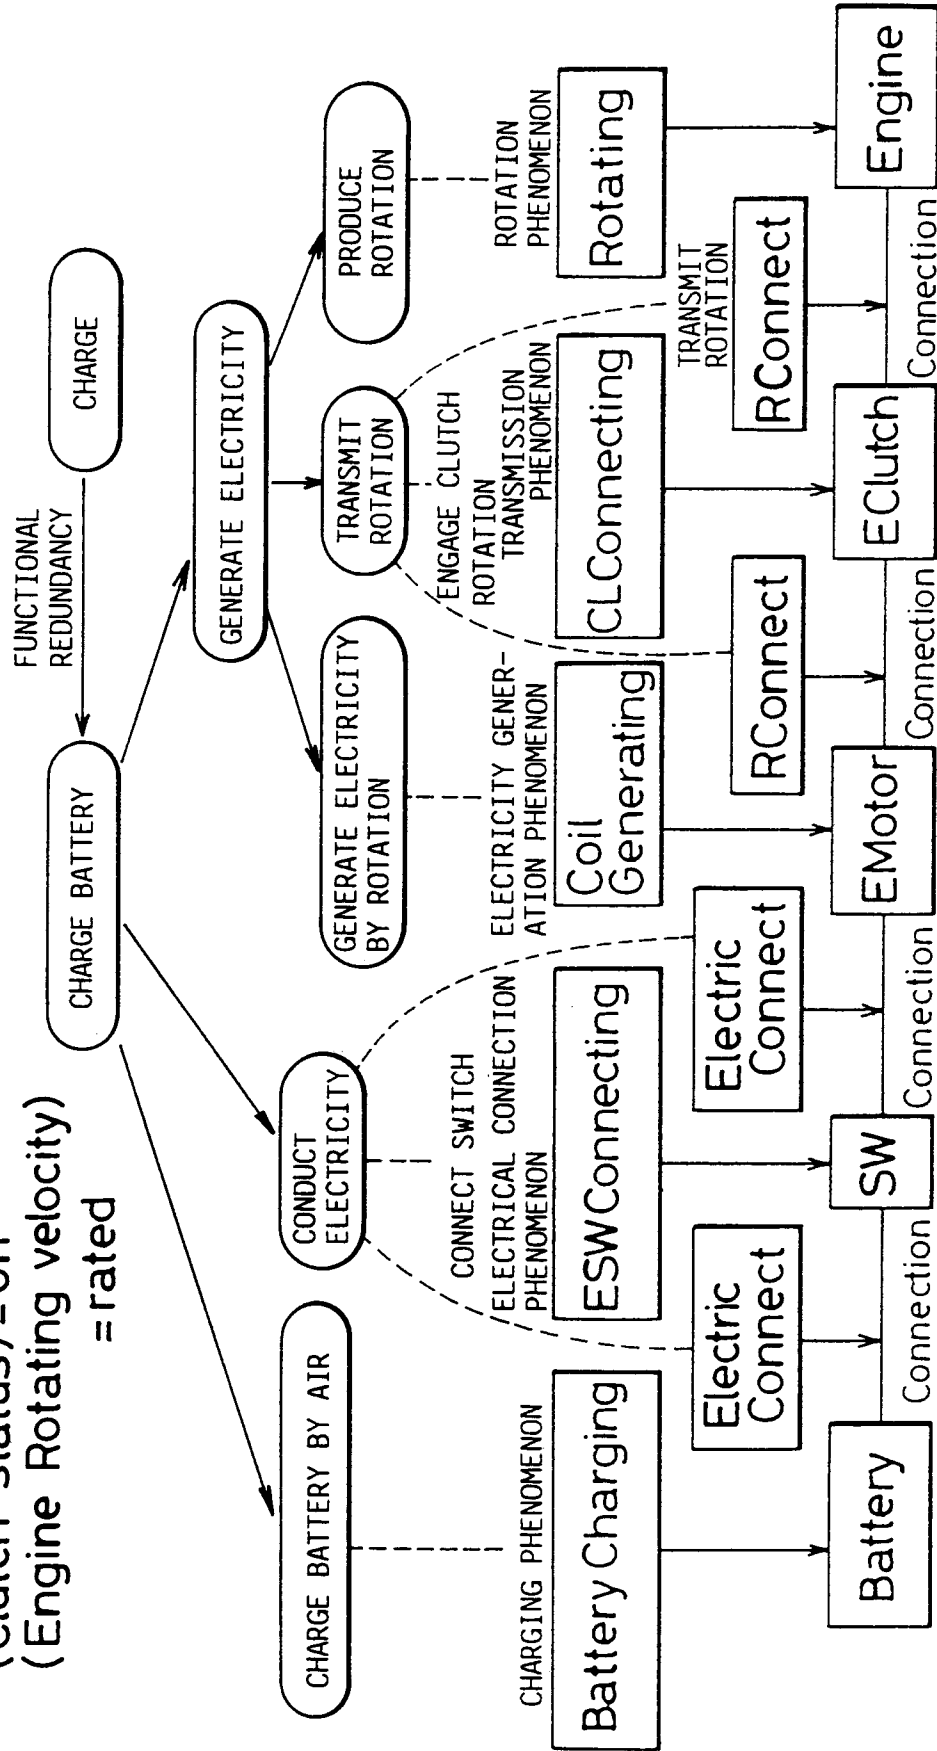 (Engine Rotating velocity)
=rated
FUNCTIONAL
REDUNDANCY
CHARGE BATTERY
CHARGE
GENERATE ELECTRICITY
CHARGE BATTERY BY AIR
CONDUCT
ELECTRICITY
GENERATE ELECTRICITY
BY ROTATION
TRANSMIT
ROTATION
PRODUCE
ROTATION
CHARGING PHENOMENON
CONNECT SWITCH
ELECTRICAL CONNECTION
PHENOMENON
ELECTRICITY GENER-
ATION PHENOMENON
ENGAGE CLUTCH
ROTATION
TRANSMISSION
PHENOMENON
ROTATION
PHENOMENON
Battery Charging
ESWConnecting
Coil
Generating
CLConnecting
Rotating
TRANSMIT
ROTATION
Electric
Connect
Electric
Connect
RConnect
RConnect
Battery
SW
EMotor
EClutch
Engine
Connection
Connection
Connection
Connection